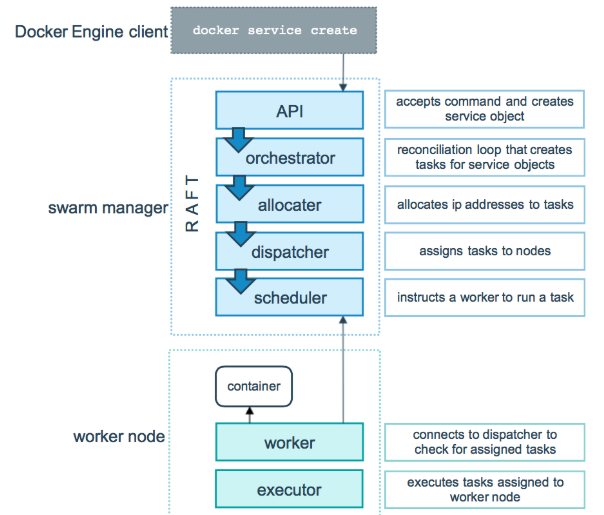 Docker Engine client
docker service create
API
accepts command and creates
service object
orchestrator
reconciliation loop that creates
tasks for service objects
swarm manager
RAFT
allocater
allocates ip addresses to tasks
dispatcher
assigns tasks to nodes
scheduler
instructs a worker to run a task
container
worker node
worker
connects to dispatcher to
check for assigned tasks
executor
executes tasks assigned to
worker node